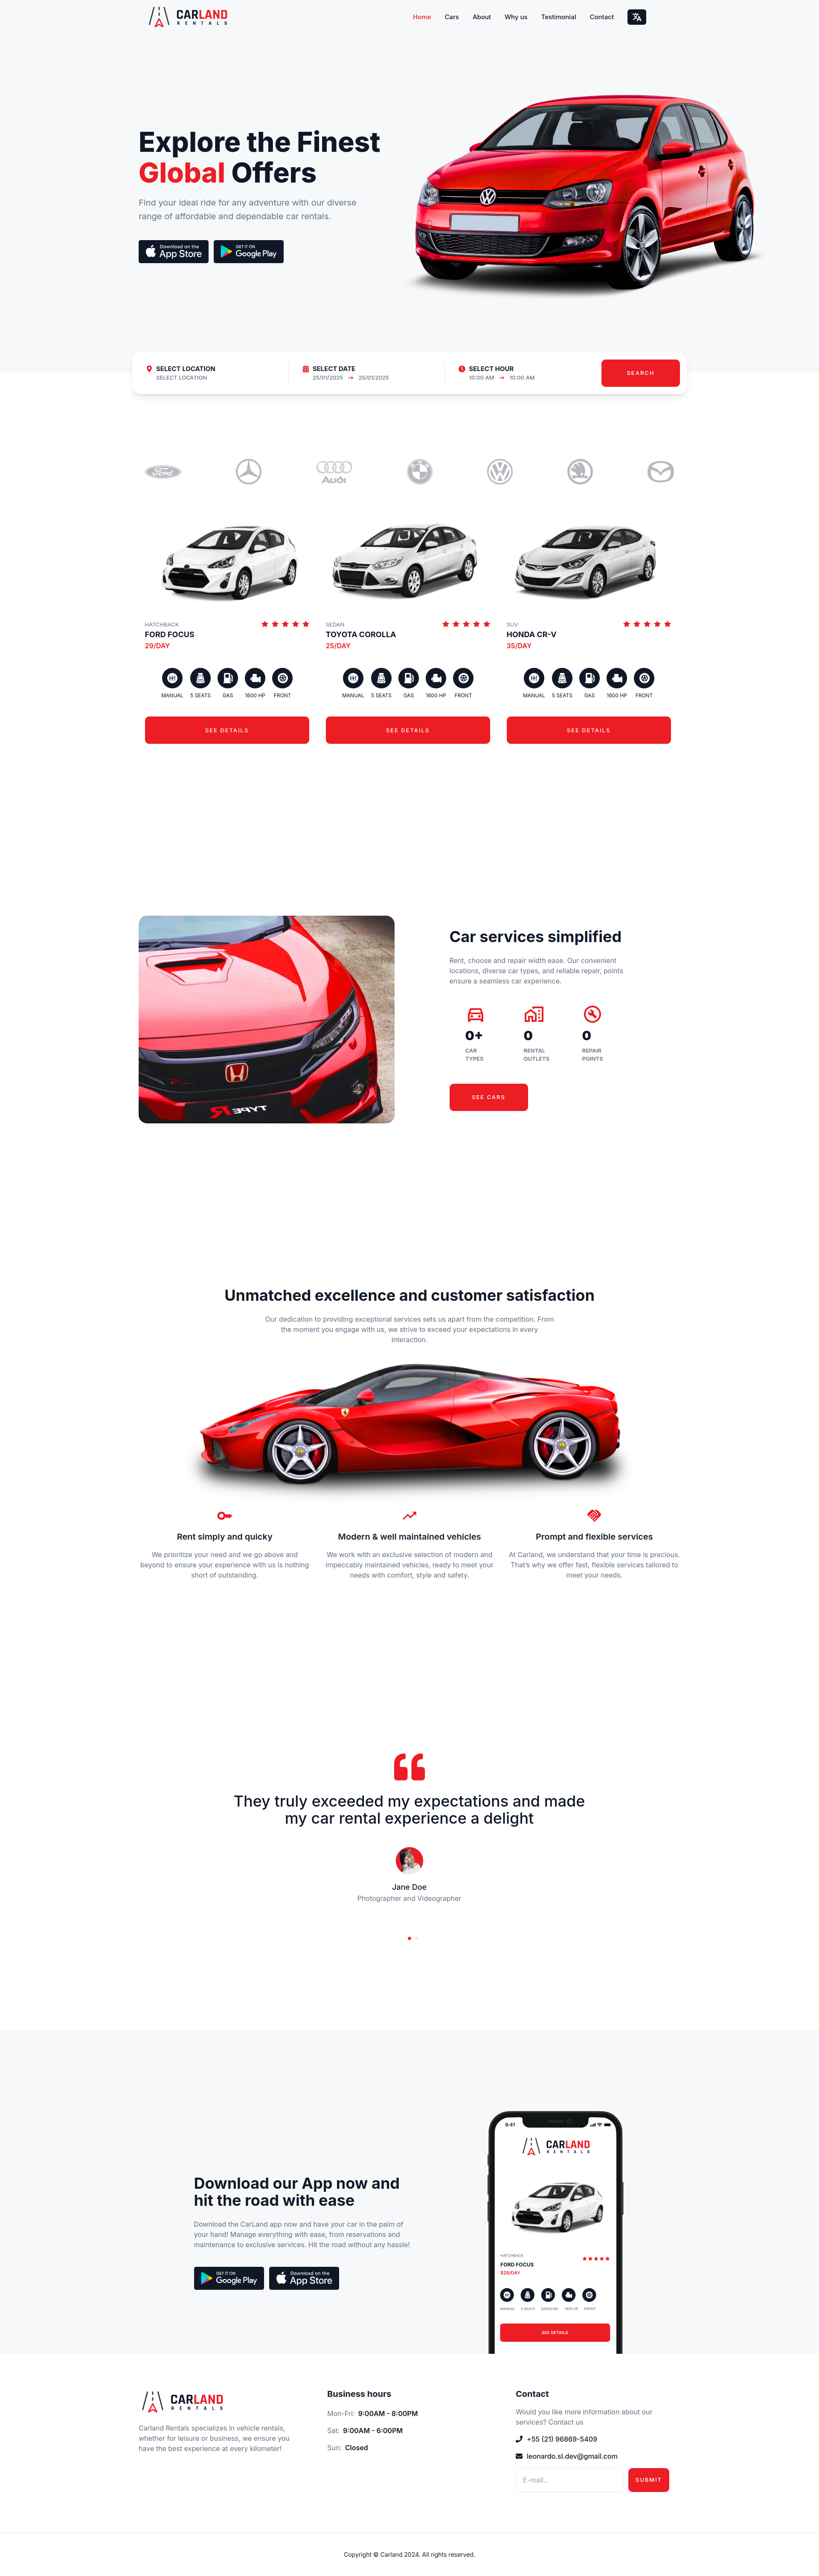 CARLAND
RENTALS
Home Cars About Why us Testimonial Contact
Explore the Finest
Global Offers
Find your ideal ride for any adventure with our diverse
range of affordable and dependable car rentals.
Download on the
App Store
GET IT ON
Google Play
SELECT LOCATION
SELECT LOCATION
SELECT DATE
25/01/2025 → 25/01/2025
SELECT HOUR
10:00 AM → 10:00 AM
SEARCH
Ford
Audi
HATCHBACK
FORD FOCUS
29/DAY
MANUAL 5 SEATS GAS 1600 HP FRONT
SEE DETAILS
SEDAN
TOYOTA COROLLA
25/DAY
MANUAL 5 SEATS GAS 1600 HP FRONT
SEE DETAILS
SUV
HONDA CR-V
35/DAY
MANUAL 5 SEATS GAS 1600 HP FRONT
SEE DETAILS
TYPE R
Car services simplified
Rent, choose and repair width ease. Our convenient
locations, diverse car types, and reliable repair, points
ensure a seamless car experience.
0+
CAR
TYPES
0
RENTAL
OUTLETS
0
REPAIR
POINTS
SEE CARS
Unmatched excellence and customer satisfaction
Our dedication to providing exceptional services sets us apart from the competition. From
the moment you engage with us, we strive to exceed your expectations in every
interaction.
Rent simply and quicky
We prioritize your need and we go above and
beyond to ensure your experience with us is nothing
short of outstanding.
Modern & well maintained vehicles
We work with an exclusive selection of modern and
impeccably maintained vehicles, ready to meet your
needs with comfort, style and safety.
Prompt and flexible services
At Carland, we understand that your time is precious.
That's why we offer fast, flexible services tailored to
meet your needs.
They truly exceeded my expectations and made
my car rental experience a delight
Jane Doe
Photographer and Videographer
Download our App now and
hit the road with ease
Download the CarLand app now and have your car in the palm of
your hand! Manage everything with ease, from reservations and
maintenance to exclusive services. Hit the road without any hassle!
GET IT ON
Google Play
Download on the
App Store
9:41
CARLAND
RENTALS
HATCHBACK
FORD FOCUS
$29/DAY
MANUAL 5 SEATS GASOLINE 1600 HP FRONT
SEE DETAILS
CARLAND
RENTALS
Carland Rentals specializes in vehicle rentals,
whether for leisure or business, we ensure you
have the best experience at every kilometer!
Business hours
Mon-Fri: 9:00AM - 8:00PM
Sat: 9:00AM - 6:00PM
Sun: Closed
Contact
Would you like more information about our
services? Contact us
+55 (21) 96869-5409
leonardo.sl.dev@gmail.com
E-mail...
SUBMIT
Copyright © Carland 2024. All rights reserved.